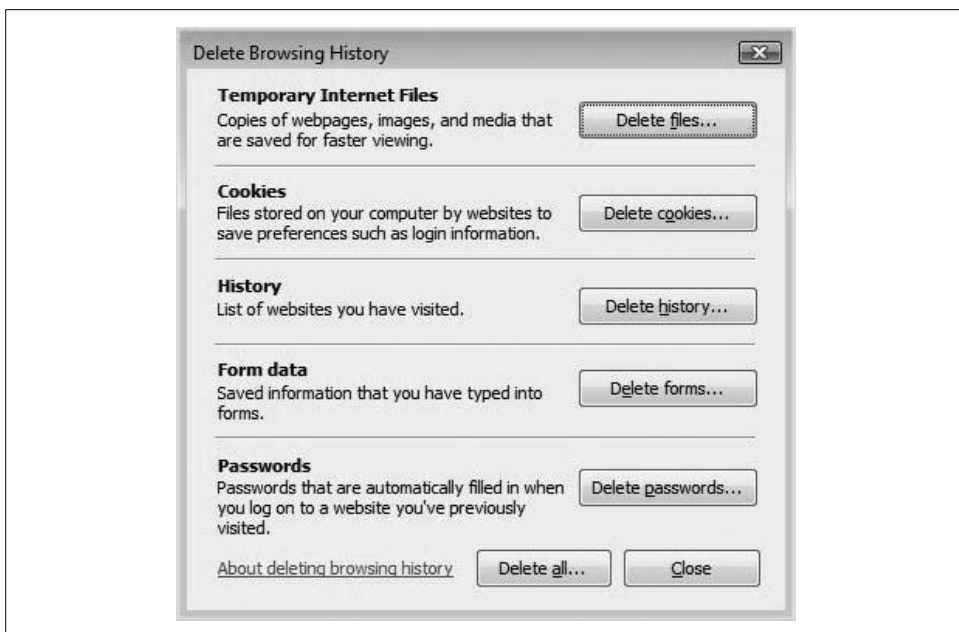 Delete Browsing History
Temporary Internet Files
Copies of webpages, images, and media that
are saved for faster viewing.
Delete files...
Cookies
Files stored on your computer by websites to
save preferences such as login information.
Delete cookies...
History
List of websites you have visited.
Delete history...
Form data
Saved information that you have typed into
forms.
Delete forms...
Passwords
Passwords that are automatically filled in when
you log on to a website you've previously
visited.
Delete passwords...
About deleting browsing history
Delete all...
Close